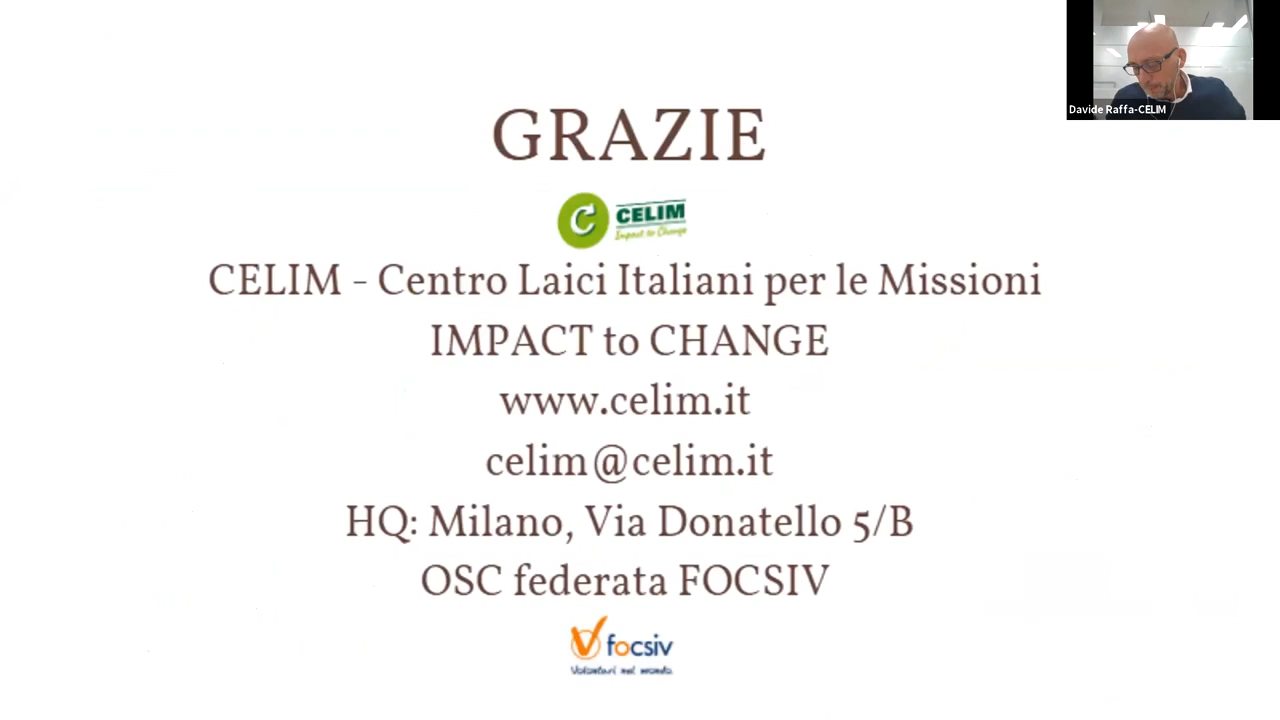 Davide Raffa-CELIM
GRAZIE
C CELIM
Impact to Change
CELIM - Centro Laici Italiani per le Missioni
IMPACT to CHANGE
www.celim.it
celim@celim.it
HQ: Milano, Via Donatello 5/B
OSC federata FOCSIV
focsiv
Volontari nel mondo